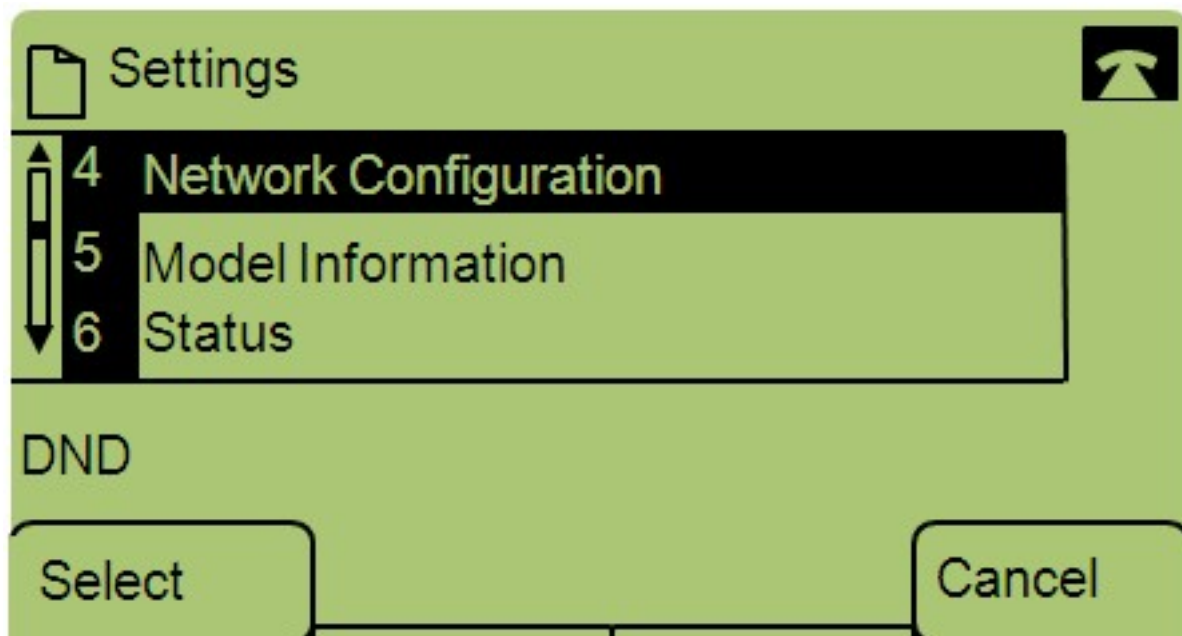 Settings
4 Network Configuration
5 Model Information
6 Status
DND
Select Cancel